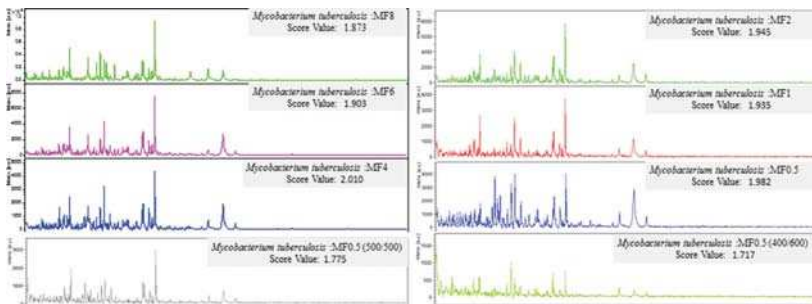 Mycobacterium tuberculosis :MF8
Score Value: 1.873
Mycobacterium tuberculosis :MF6
Score Value: 1.903
Mycobacterium tuberculosis :MF4
Score Value: 2.010
Mycobacterium tuberculosis :MF0.5 (500/500)
Score Value: 1.775
Mycobacterium tuberculosis :MF2
Score Value: 1.945
Mycobacterium tuberculosis :MF1
Score Value: 1.935
Mycobacterium tuberculosis :MF0.5
Score Value: 1.982
Mycobacterium tuberculosis :MF0.5 (400/600)
Score Value: 1.717